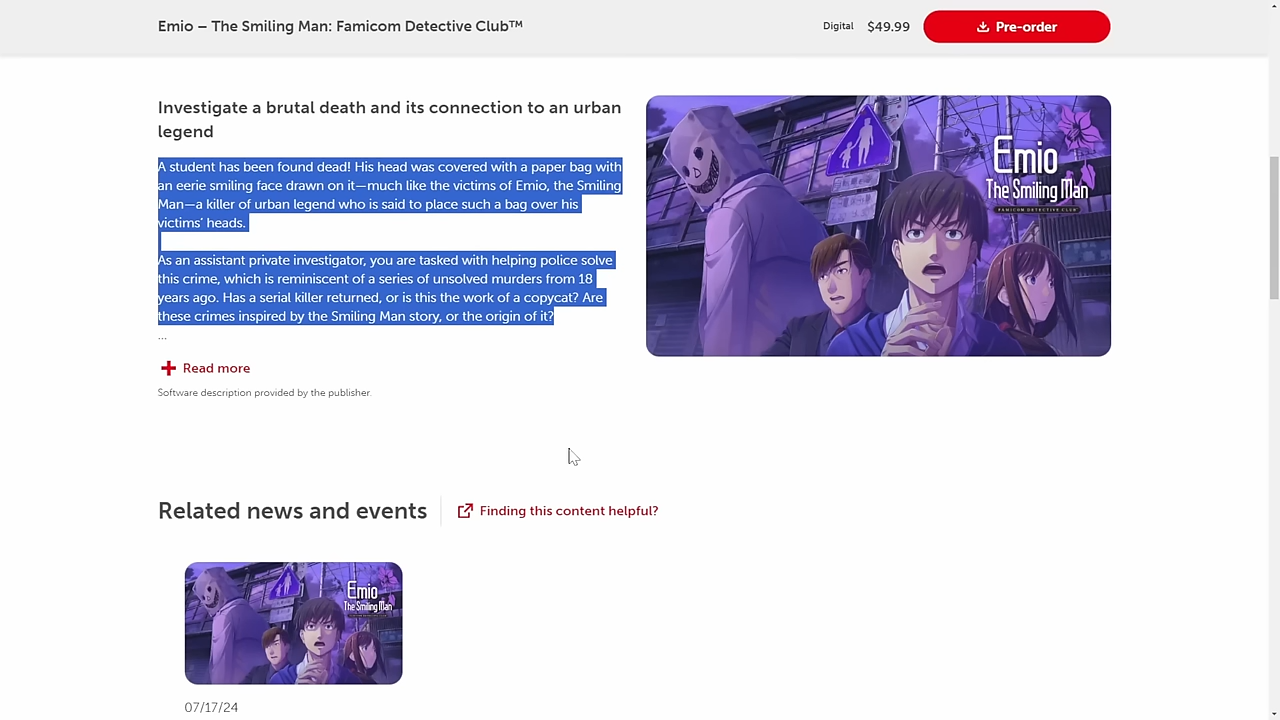 Emio – The Smiling Man: Famicom Detective Club™
Digital
$49.99
Pre-order
Investigate a brutal death and its connection to an urban
legend
A student has been found dead! His head was covered with a paper bag with
an eerie smiling face drawn on it—much like the victims of Emio, the Smiling
Man—a killer of urban legend who is said to place such a bag over his
victims’ heads.
As an assistant private investigator, you are tasked with helping police solve
this crime, which is reminiscent of a series of unsolved murders from 18
years ago. Has a serial killer returned, or is this the work of a copycat? Are
these crimes inspired by the Smiling Man story, or the origin of it?
...
Read more
Software description provided by the publisher.
Emio
The Smiling Man
FAMICOM DETECTIVE CLUB
Related news and events
Finding this content helpful?
Emio
The Smiling Man
07/17/24